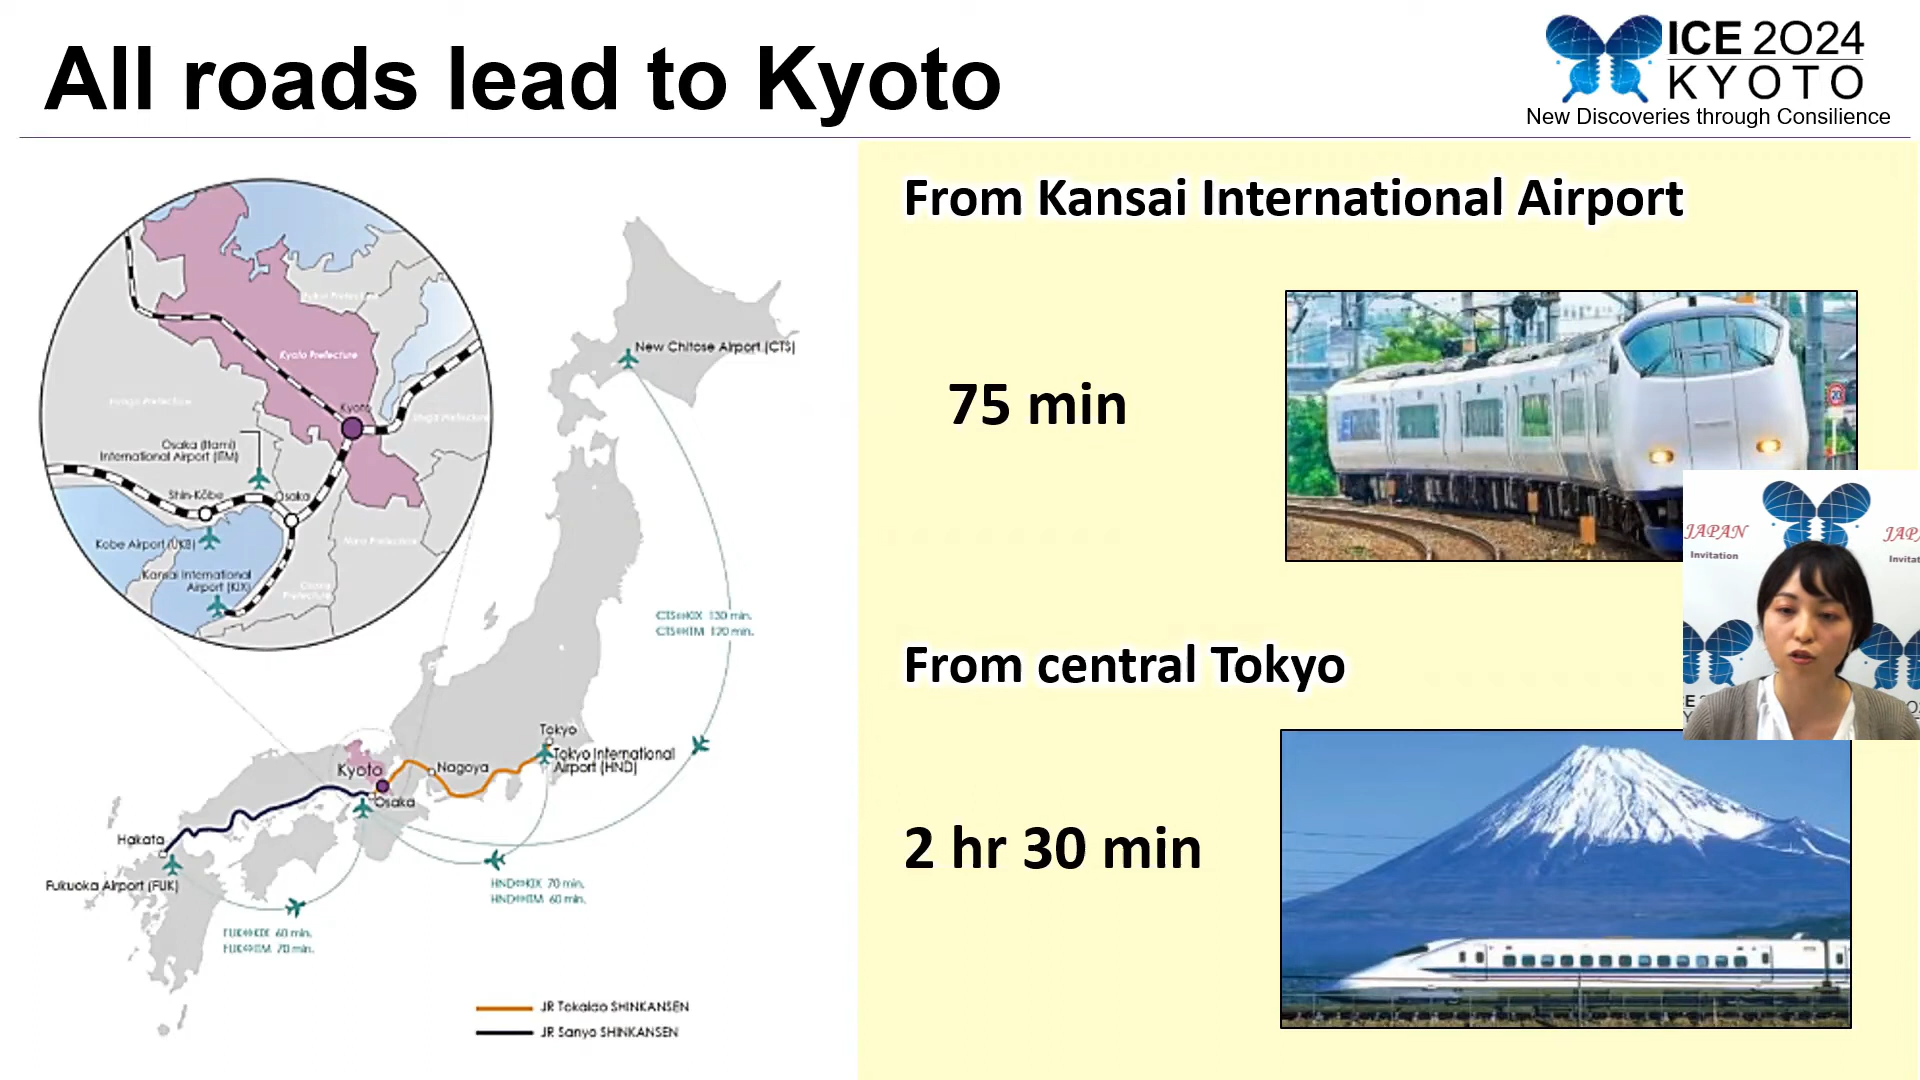 All roads lead to Kyoto
ICE 2024
KYOTO
New Discoveries through Consilience
Kyoto Prefecture
Kyoto
Osaka (Itami)
International Airport (ITM)
Shin-Kobe
Osaka
Kobe Airport (UKB)
Kansai International
Airport (KIX)
New Chitose Airport (CTS)
CTS⇔KIX 130 min.
CTS⇔ITM 120 min.
Tokyo
Tokyo International
Airport (HND)
Nagoya
Kyoto
Osaka
Hakata
Fukuoka Airport (FUK)
HND⇔KIX 70 min.
HND⇔ITM 60 min.
FUK⇔KIX 60 min.
FUK⇔ITM 70 min.
JR Tokaido SHINKANSEN
JR Sanyo SHINKANSEN
From Kansai International Airport
75 min
From central Tokyo
2 hr 30 min
JAPAN
Invitation